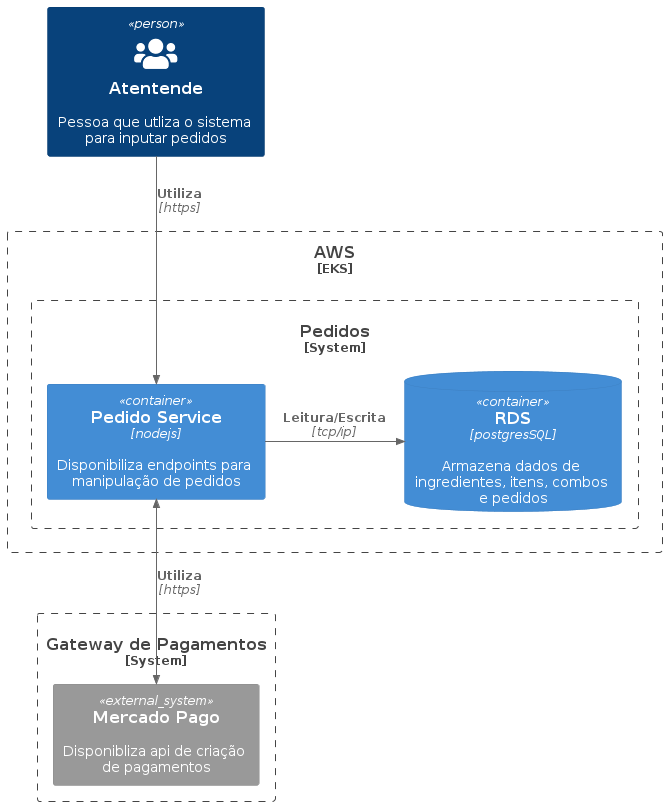 «person»
Atentende
Pessoa que utliza o sistema
para inputar pedidos
Utiliza
[https]
AWS
[EKS]
Pedidos
[System]
«container»
Pedido Service
[nodejs]
Disponibiliza endpoints para
manipulação de pedidos
Leitura/Escrita
[tcp/ip]
«container»
RDS
[postgresSQL]
Armazena dados de
ingredientes, itens, combos
e pedidos
Utiliza
[https]
Gateway de Pagamentos
[System]
«external_system»
Mercado Pago
Disponibliza api de criação
de pagamentos